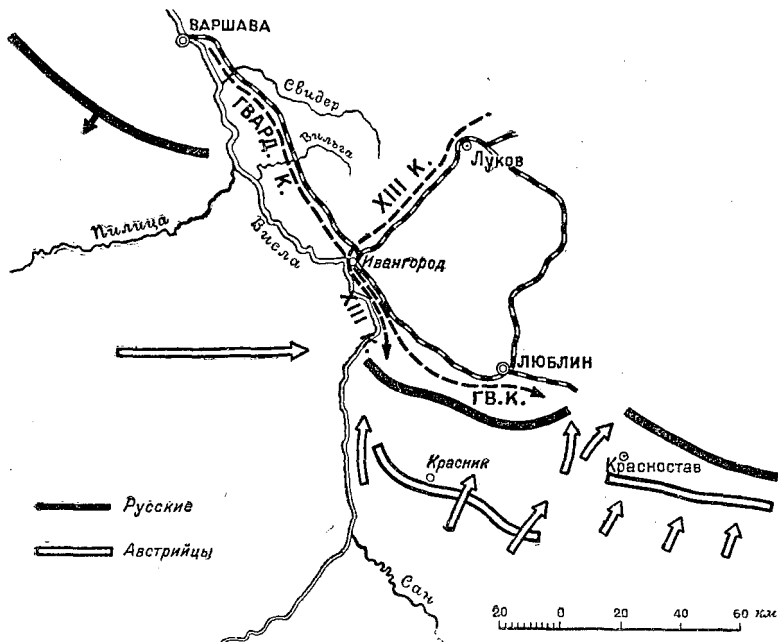 ВАРШАВА
Свидер
ГВАРД. К.
Вильга
XIII К.
Луков
Пилица
Висла
Ивангород
XIII
ЛЮБЛИН
ГВ.К.
Красник
Красностав
Русские
Австрийцы
Сан
20 0 20 40 60 км